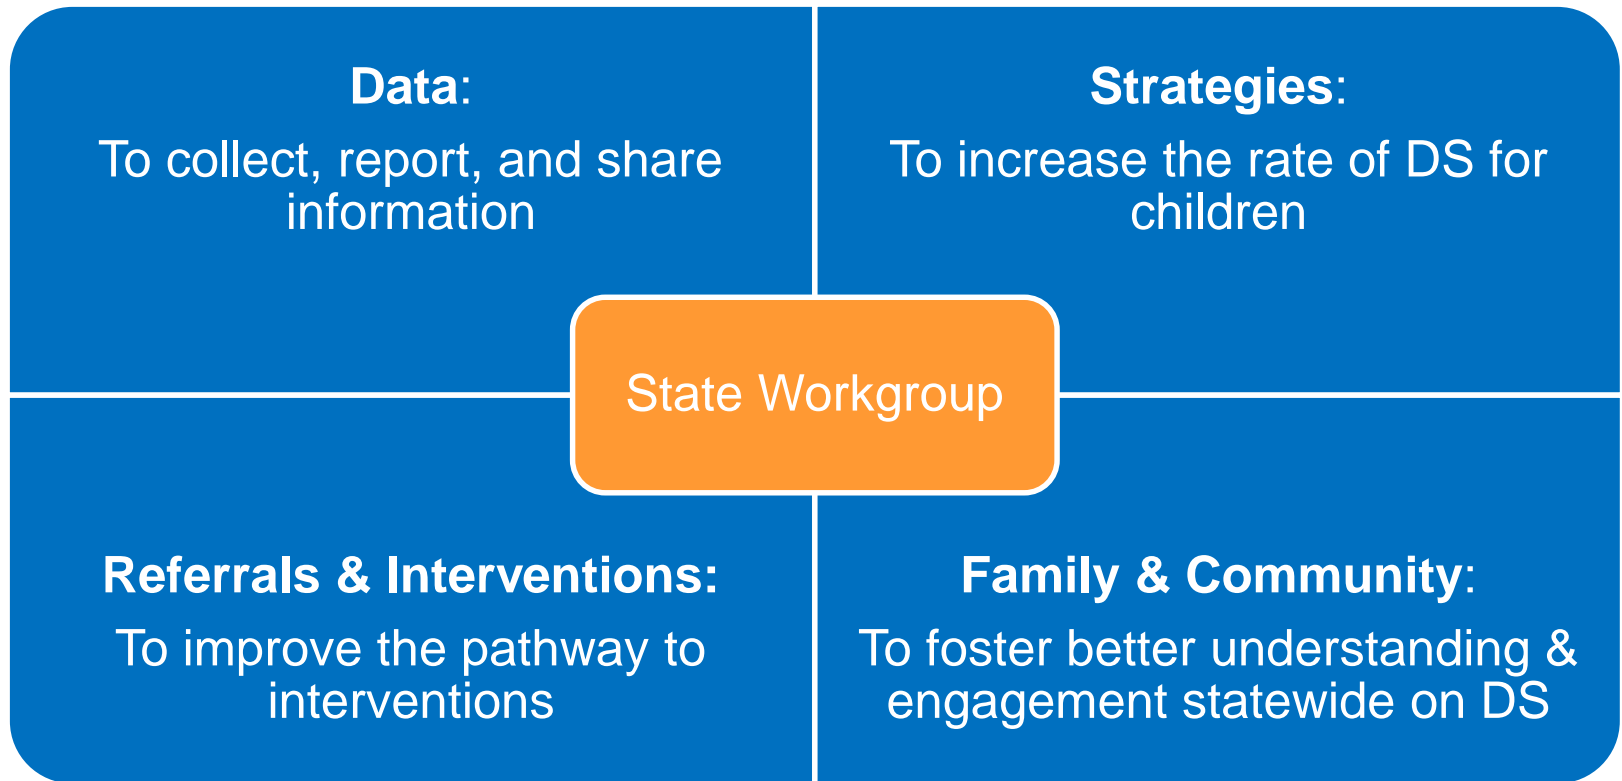 Data:
To collect, report, and share
information
Strategies:
To increase the rate of DS for
children
State Workgroup
Referrals & Interventions:
To improve the pathway to
interventions
Family & Community:
To foster better understanding &
engagement statewide on DS